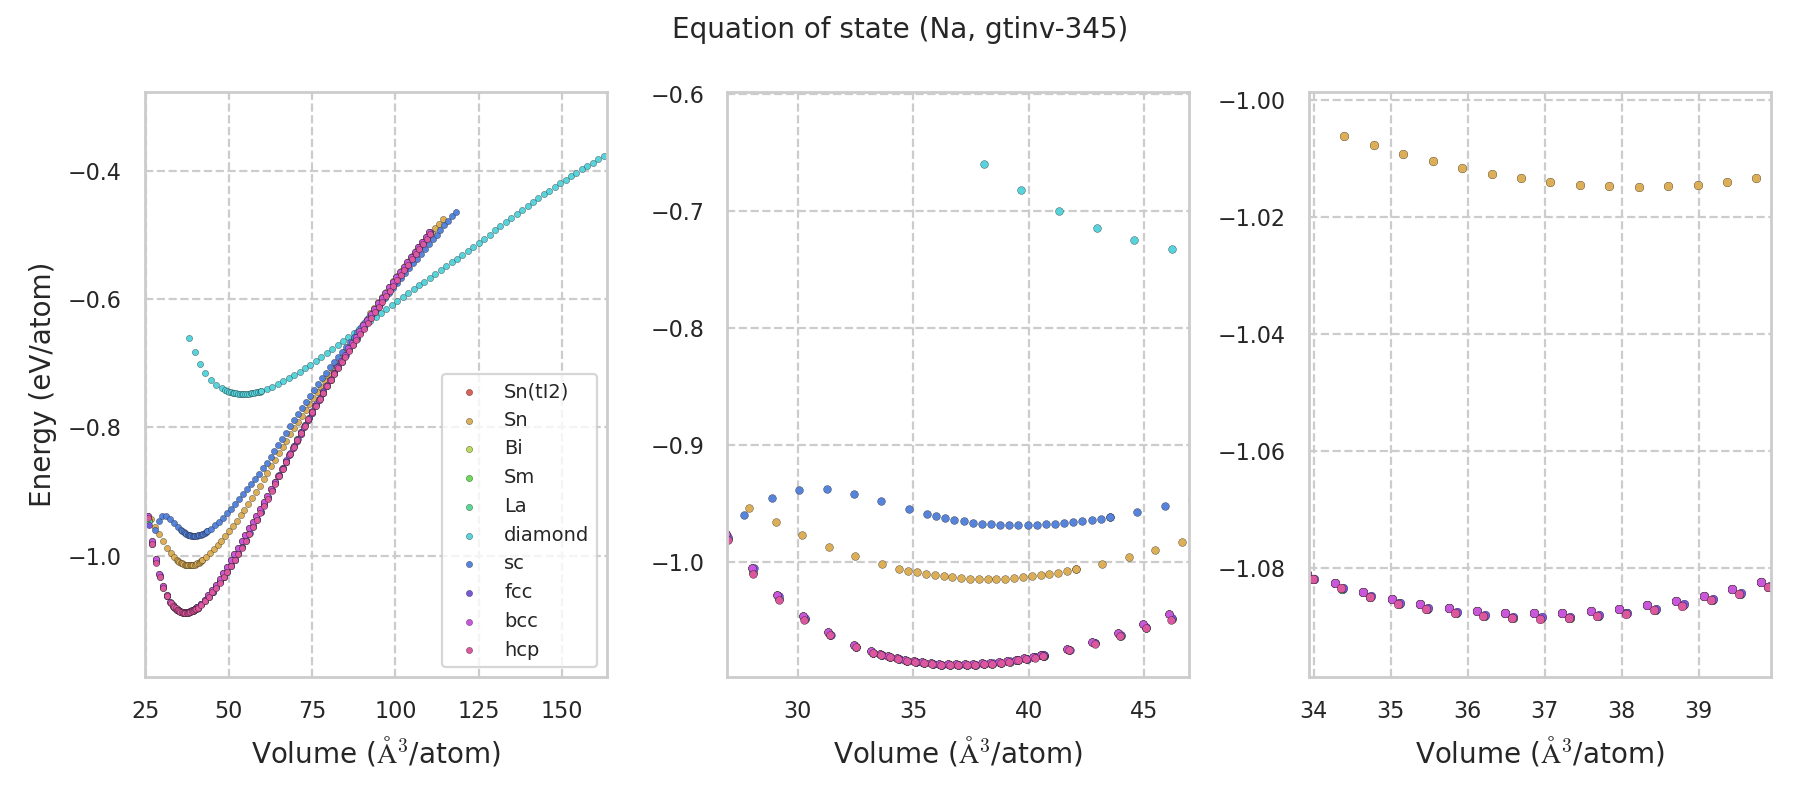 Equation of state (Na, gtinv-345)
Energy (eV/atom)
−0.4
−0.6
−0.8
−1.0
25 50 75 100 125 150
Volume (Å³/atom)
Sn(tI2)
Sn
Bi
Sm
La
diamond
sc
fcc
bcc
hcp
−0.6
−0.7
−0.8
−0.9
−1.0
30 35 40 45
Volume (Å³/atom)
−1.00
−1.02
−1.04
−1.06
−1.08
34 35 36 37 38 39
Volume (Å³/atom)